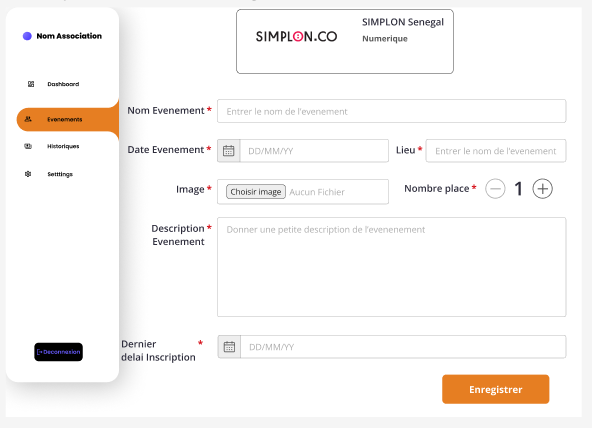 Nom Association
Dashboard
Evenements
Historiques
Setttings
Deconnexion
SIMPLON.CO
SIMPLON Senegal
Numerique
Nom Evenement *
Entrer le nom de l'evenement
Date Evenement *
DD/MM/YY
Lieu *
Entrer le nom de l'evenement
Image *
Choisir image
Aucun Fichier
Nombre place *
1
Description *
Evenement
Donner une petite description de l'evenenement
Dernier *
delai Inscription
DD/MM/YY
Enregistrer